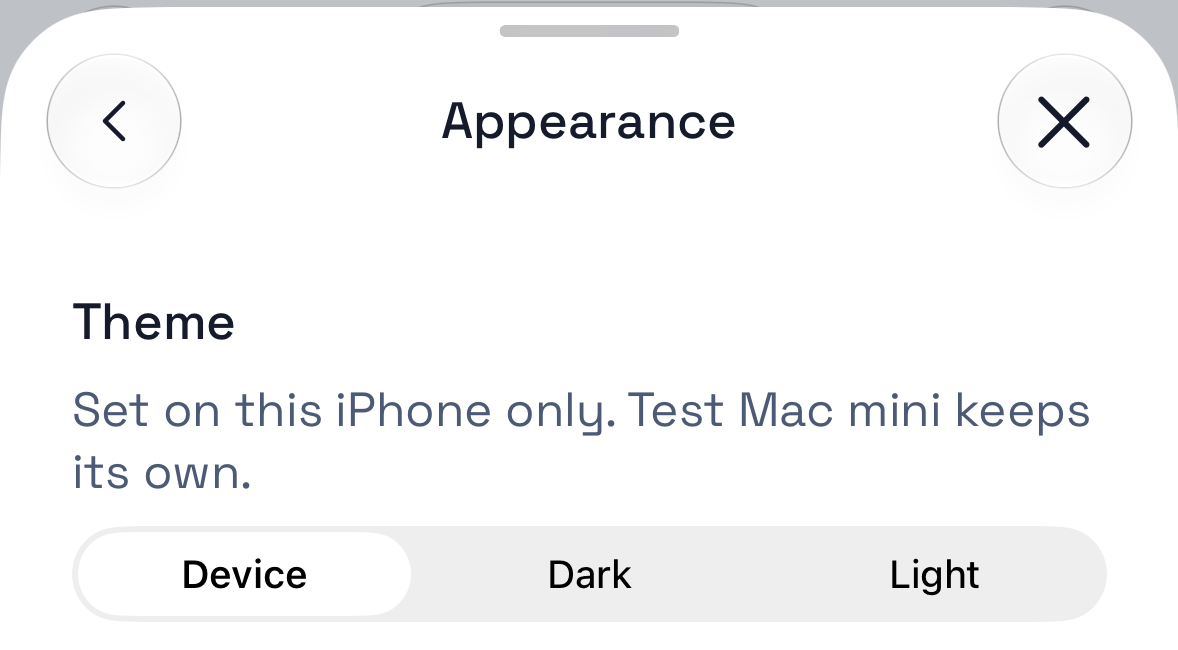 Appearance
Theme
Set on this iPhone only. Test Mac mini keeps
its own.
Device Dark Light